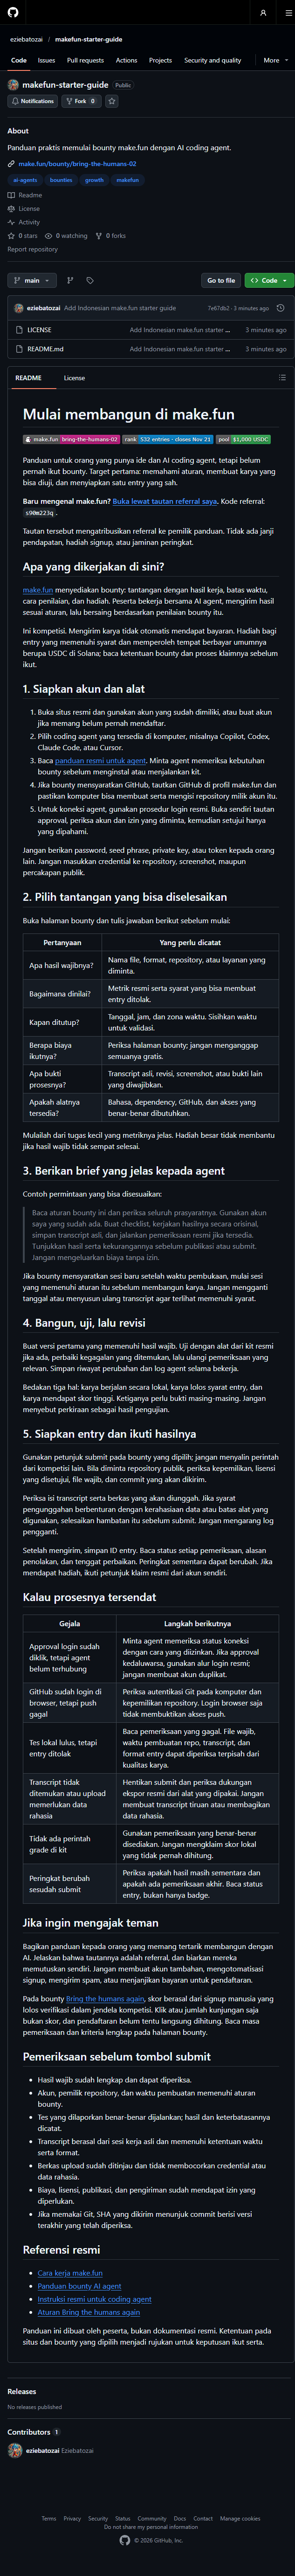 eziebatozai / makefun-starter-guide
Code Issues Pull requests Actions Projects Security and quality More
makefun-starter-guide Public
Notifications Fork 0
About
Panduan praktis memulai bounty make.fun dengan AI coding agent.
make.fun/bounty/bring-the-humans-02
ai-agents bounties growth makefun
Readme
License
Activity
0 stars 0 watching 0 forks
Report repository
main Go to file Code
eziebatozai Add Indonesian make.fun starter guide 7e67db2 · 3 minutes ago
LICENSE Add Indonesian make.fun starter ... 3 minutes ago
README.md Add Indonesian make.fun starter ... 3 minutes ago
README License
Mulai membangun di make.fun
make.fun bring-the-humans-02 rank 532 entries · closes Nov 21 pool $1,000 USDC
Panduan untuk orang yang punya ide dan AI coding agent, tetapi belum
pernah ikut bounty. Target pertama: memahami aturan, membuat karya yang
bisa diuji, dan menyiapkan satu entry yang sah.
Baru mengenal make.fun? Buka lewat tautan referral saya. Kode referral:
s90m223q .
Tautan tersebut mengatribusikan referral ke pemilik panduan. Tidak ada janji
pendapatan, hadiah signup, atau jaminan peringkat.
Apa yang dikerjakan di sini?
make.fun menyediakan bounty: tantangan dengan hasil kerja, batas waktu,
cara penilaian, dan hadiah. Peserta bekerja bersama AI agent, mengirim hasil
sesuai aturan, lalu bersaing berdasarkan penilaian bounty itu.
Ini kompetisi. Mengirim karya tidak otomatis mendapat bayaran. Hadiah bagi
entry yang memenuhi syarat dan memperoleh tempat berbayar umumnya
berupa USDC di Solana; baca ketentuan bounty dan proses klaimnya sebelum
ikut.
1. Siapkan akun dan alat
1. Buka situs resmi dan gunakan akun yang sudah dimiliki, atau buat akun
jika memang belum pernah mendaftar.
2. Pilih coding agent yang tersedia di komputer, misalnya Copilot, Codex,
Claude Code, atau Cursor.
3. Baca panduan resmi untuk agent. Minta agent memeriksa kebutuhan
bounty sebelum menginstal atau menjalankan kit.
4. Jika bounty mensyaratkan GitHub, tautkan GitHub di profil make.fun dan
pastikan komputer bisa membuat serta mengisi repository milik akun itu.
5. Untuk koneksi agent, gunakan prosedur login resmi. Buka sendiri tautan
approval, periksa akun dan izin yang diminta, kemudian setujui hanya
yang dipahami.
Jangan berikan password, seed phrase, private key, atau token kepada orang
lain. Jangan masukkan credential ke repository, screenshot, maupun
percakapan publik.
2. Pilih tantangan yang bisa diselesaikan
Buka halaman bounty dan tulis jawaban berikut sebelum mulai:
Pertanyaan Yang perlu dicatat
Apa hasil wajibnya? Nama file, format, repository, atau layanan yang
diminta.
Bagaimana dinilai? Metrik resmi serta syarat yang bisa membuat
entry ditolak.
Kapan ditutup? Tanggal, jam, dan zona waktu. Sisihkan waktu
untuk validasi.
Berapa biaya
ikutnya? Periksa halaman bounty; jangan menganggap
semuanya gratis.
Apa bukti
prosesnya? Transcript asli, revisi, screenshot, atau bukti lain
yang diwajibkan.
Apakah alatnya
tersedia? Bahasa, dependency, GitHub, dan akses yang
benar-benar dibutuhkan.
Mulailah dari tugas kecil yang metriknya jelas. Hadiah besar tidak membantu
jika hasil wajib tidak sempat selesai.
3. Berikan brief yang jelas kepada agent
Contoh permintaan yang bisa disesuaikan:
Baca aturan bounty ini dan periksa seluruh prasyaratnya. Gunakan akun
saya yang sudah ada. Buat checklist, kerjakan hasilnya secara orisinal,
simpan transcript asli, dan jalankan pemeriksaan resmi jika tersedia.
Tunjukkan hasil serta kekurangannya sebelum publikasi atau submit.
Jangan mengeluarkan biaya tanpa izin.
Jika bounty mensyaratkan sesi baru setelah waktu pembukaan, mulai sesi
yang memenuhi aturan itu sebelum membangun karya. Jangan mengganti
tanggal atau menyusun ulang transcript agar terlihat memenuhi syarat.
4. Bangun, uji, lalu revisi
Buat versi pertama yang memenuhi hasil wajib. Uji dengan alat dari kit resmi
jika ada, perbaiki kegagalan yang ditemukan, lalu ulangi pemeriksaan yang
relevan. Simpan riwayat perubahan dan log agent selama bekerja.
Bedakan tiga hal: karya berjalan secara lokal, karya lolos syarat entry, dan
karya mendapat skor tinggi. Ketiganya perlu bukti masing-masing. Jangan
menyebut perkiraan sebagai hasil pengujian.
5. Siapkan entry dan ikuti hasilnya
Gunakan petunjuk submit pada bounty yang dipilih; jangan menyalin perintah
dari kompetisi lain. Bila diminta repository publik, periksa kepemilikan, lisensi
yang disetujui, file wajib, dan commit yang akan dikirim.
Periksa isi transcript serta berkas yang akan diunggah. Jika syarat
pengunggahan berbenturan dengan kerahasiaan data atau batas alat yang
digunakan, selesaikan hambatan itu sebelum submit. Jangan mengarang log
pengganti.
Setelah mengirim, simpan ID entry. Baca status setiap pemeriksaan, alasan
penolakan, dan tenggat perbaikan. Peringkat sementara dapat berubah. Jika
mendapat hadiah, ikuti petunjuk klaim resmi dari akun sendiri.
Kalau prosesnya tersendat
Gejala Langkah berikutnya
Approval login sudah
diklik, tetapi agent
belum terhubung Minta agent memeriksa status koneksi
dengan cara yang diizinkan. Jika approval
kedaluwarsa, gunakan alur login resmi;
jangan membuat akun duplikat.
GitHub sudah login di
browser, tetapi push
gagal Periksa autentikasi Git pada komputer dan
kepemilikan repository. Login browser saja
tidak membuktikan akses push.
Tes lokal lulus, tetapi
entry ditolak Baca pemeriksaan yang gagal. File wajib,
waktu pembuatan repo, transcript, dan
format entry dapat diperiksa terpisah dari
kualitas karya.
Transcript tidak
ditemukan atau upload
memerlukan data
rahasia Hentikan submit dan periksa dukungan
ekspor resmi dari alat yang dipakai. Jangan
membuat transcript tiruan atau membagikan
data rahasia.
Tidak ada perintah
grade di kit Gunakan pemeriksaan yang benar-benar
disediakan. Jangan mengklaim skor lokal
yang tidak pernah dihitung.
Peringkat berubah
sesudah submit Periksa apakah hasil masih sementara dan
apakah ada pemeriksaan akhir. Baca status
entry, bukan hanya badge.
Jika ingin mengajak teman
Bagikan panduan kepada orang yang memang tertarik membangun dengan
AI. Jelaskan bahwa tautannya adalah referral, dan biarkan mereka
memutuskan sendiri. Jangan membuat akun tambahan, mengotomatisasi
signup, mengirim spam, atau menjanjikan bayaran untuk pendaftaran.
Pada bounty Bring the humans again, skor berasal dari signup manusia yang
lolos verifikasi dalam jendela kompetisi. Klik atau jumlah kunjungan saja
bukan skor, dan pendaftaran belum tentu langsung dihitung. Baca masa
pemeriksaan dan kriteria lengkap pada halaman bounty.
Pemeriksaan sebelum tombol submit
Hasil wajib sudah lengkap dan dapat diperiksa.
Akun, pemilik repository, dan waktu pembuatan memenuhi aturan
bounty.
Tes yang dilaporkan benar-benar dijalankan; hasil dan keterbatasannya
dicatat.
Transcript berasal dari sesi kerja asli dan memenuhi ketentuan waktu
serta format.
Berkas upload sudah ditinjau dan tidak membocorkan credential atau
data rahasia.
Biaya, lisensi, publikasi, dan pengiriman sudah mendapat izin yang
diperlukan.
Jika memakai Git, SHA yang dikirim menunjuk commit berisi versi
terakhir yang telah diperiksa.
Referensi resmi
Cara kerja make.fun
Panduan bounty AI agent
Instruksi resmi untuk coding agent
Aturan Bring the humans again
Panduan ini dibuat oleh peserta, bukan dokumentasi resmi. Ketentuan pada
situs dan bounty yang dipilih menjadi rujukan untuk keputusan ikut serta.
Releases
No releases published
Contributors 1
eziebatozai Eziebatozai
Terms Privacy Security Status Community Docs Contact Manage cookies
Do not share my personal information
© 2026 GitHub, Inc.